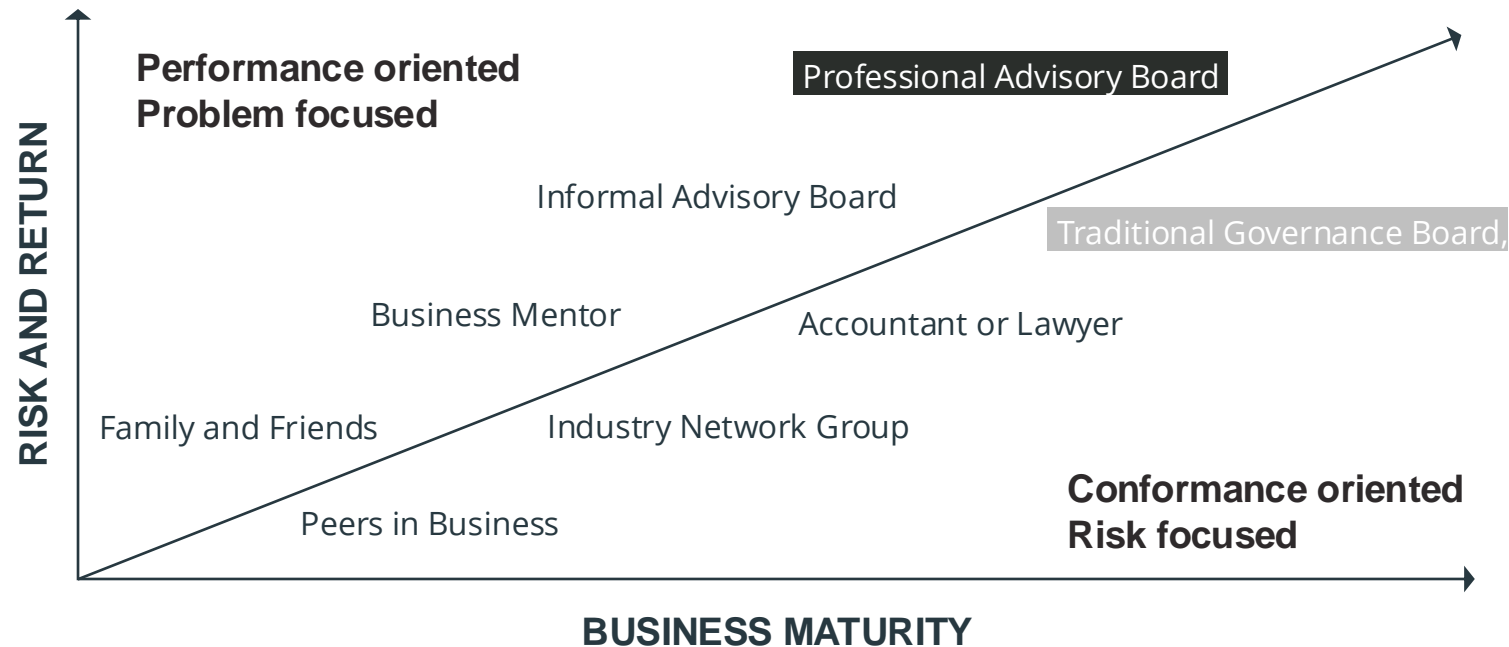 Performance oriented
Problem focused
Professional Advisory Board
Informal Advisory Board
Traditional Governance Board,
Business Mentor
Accountant or Lawyer
Family and Friends
Industry Network Group
Peers in Business
Conformance oriented
Risk focused
RISK AND RETURN
BUSINESS MATURITY